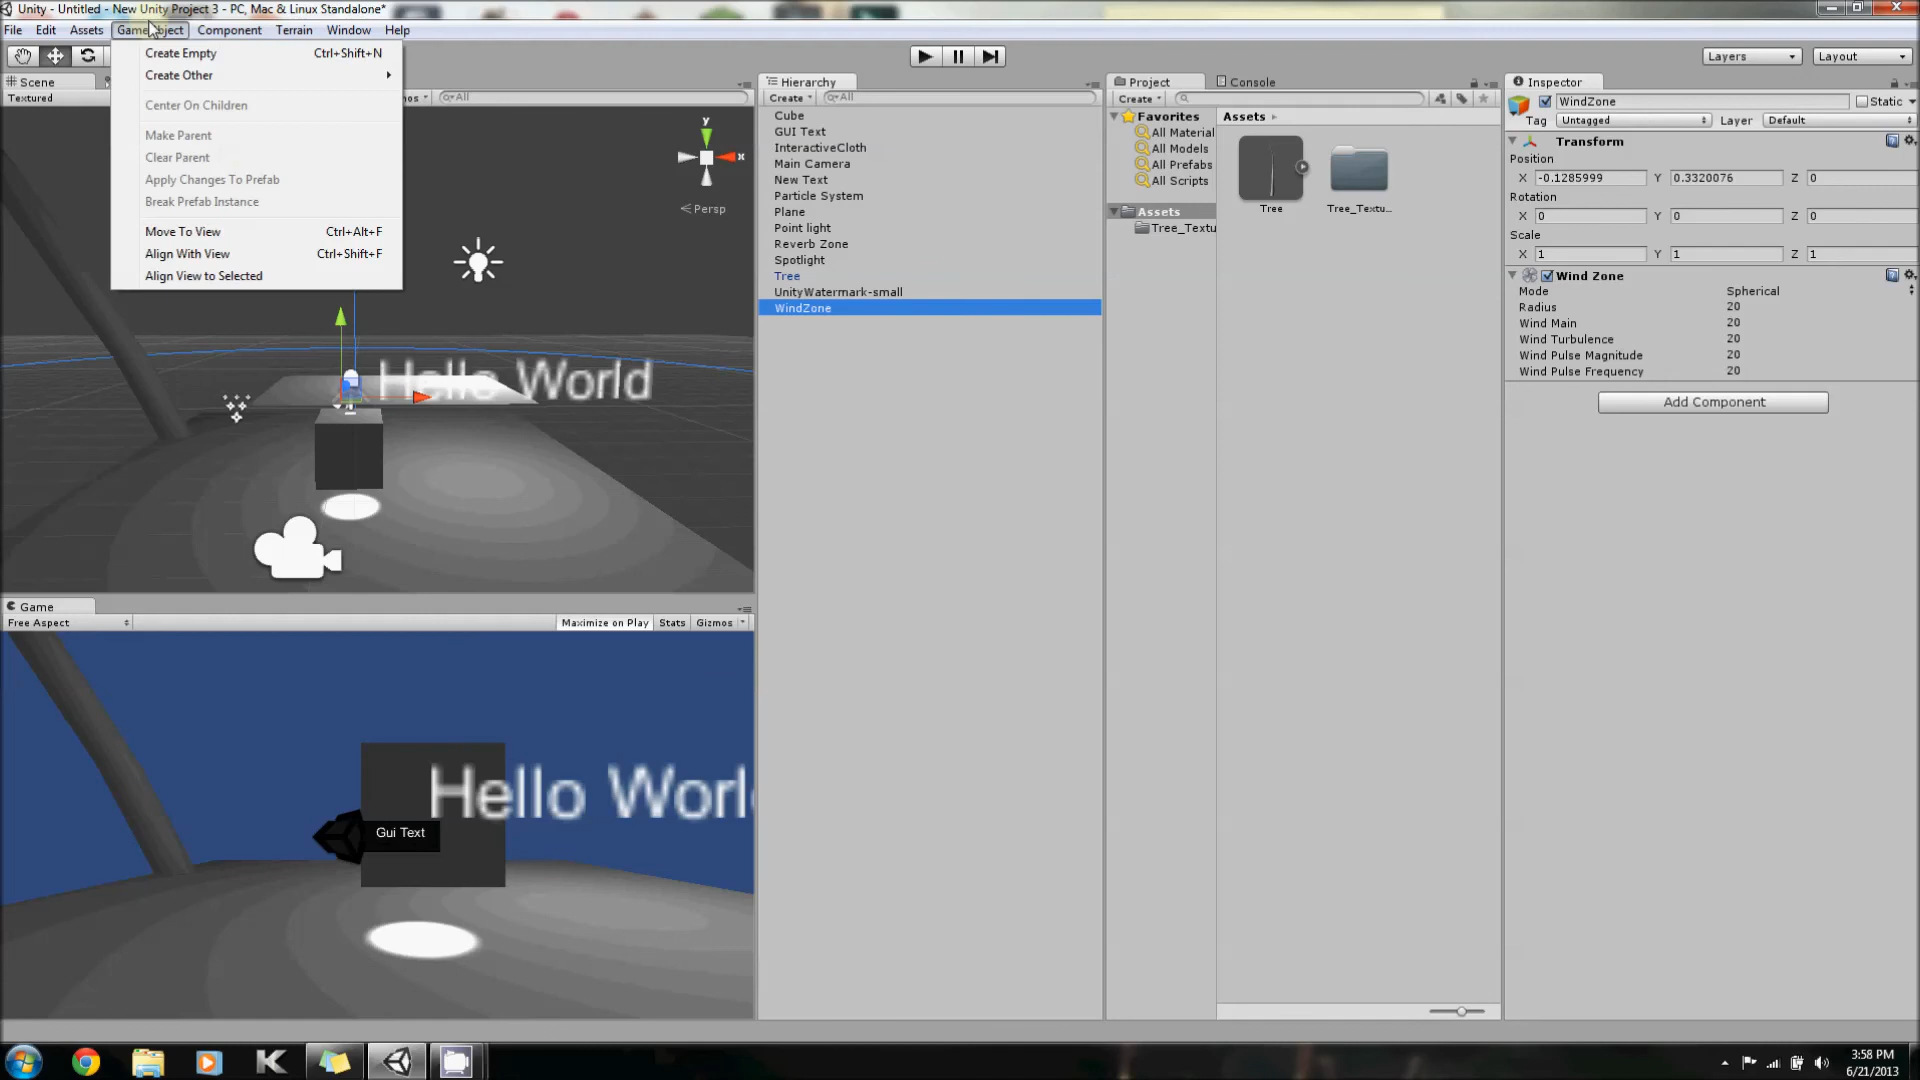 Unity - Untitled - New Unity Project 3 - PC, Mac & Linux Standalone*
File Edit Assets Component Terrain Window Help
Create Empty Ctrl+Shift+N
Create Other
Center On Children
Make Parent
Clear Parent
Apply Changes To Prefab
Break Prefab Instance
Move To View Ctrl+Alt+F
Align With View Ctrl+Shift+F
Align View to Selected
Layers Layout
Scene
Textured
All
y
x
Persp
Hello World
Game
Free Aspect
Maximize on Play Stats Gizmos
Hello Worl
Gui Text
Hierarchy
Create All
Cube
GUI Text
InteractiveCloth
Main Camera
New Text
Particle System
Plane
Point light
Reverb Zone
Spotlight
Tree
UnityWatermark-small
WindZone
Project Console
Create
Favorites
All Material
All Models
All Prefabs
All Scripts
Assets
Tree_Textu
Assets
Tree Tree_Textu...
Inspector
WindZone Static
Tag Untagged Layer Default
Transform
Position
X -0.1285999 Y 0.3320076 Z 0
Rotation
X 0 Y 0 Z 0
Scale
X 1 Y 1 Z 1
Wind Zone
Mode Spherical
Radius 20
Wind Main 20
Wind Turbulence 20
Wind Pulse Magnitude 20
Wind Pulse Frequency 20
Add Component
3:58 PM
6/21/2013